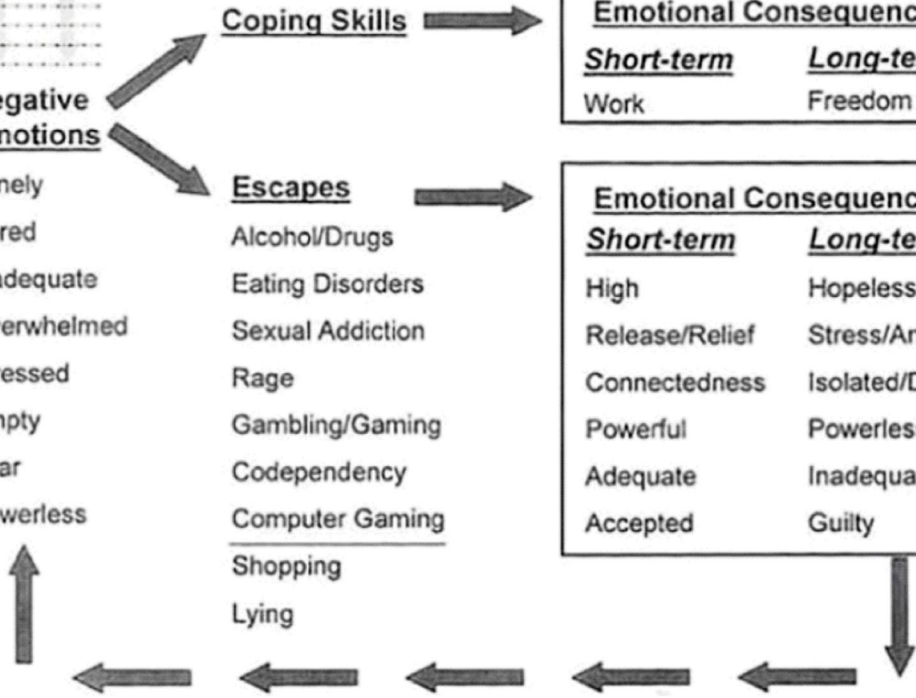 Coping Skills
Emotional Consequenc
Short-term Long-te
Work Freedom
egative
motions
nely
red
adequate
verwhelmed
essed
npty
ar
werless
Escapes
Alcohol/Drugs
Eating Disorders
Sexual Addiction
Rage
Gambling/Gaming
Codependency
Computer Gaming
Shopping
Lying
Emotional Consequenc
Short-term Long-te
High Hopeless
Release/Relief Stress/An
Connectedness Isolated/D
Powerful Powerles
Adequate Inadequa
Accepted Guilty